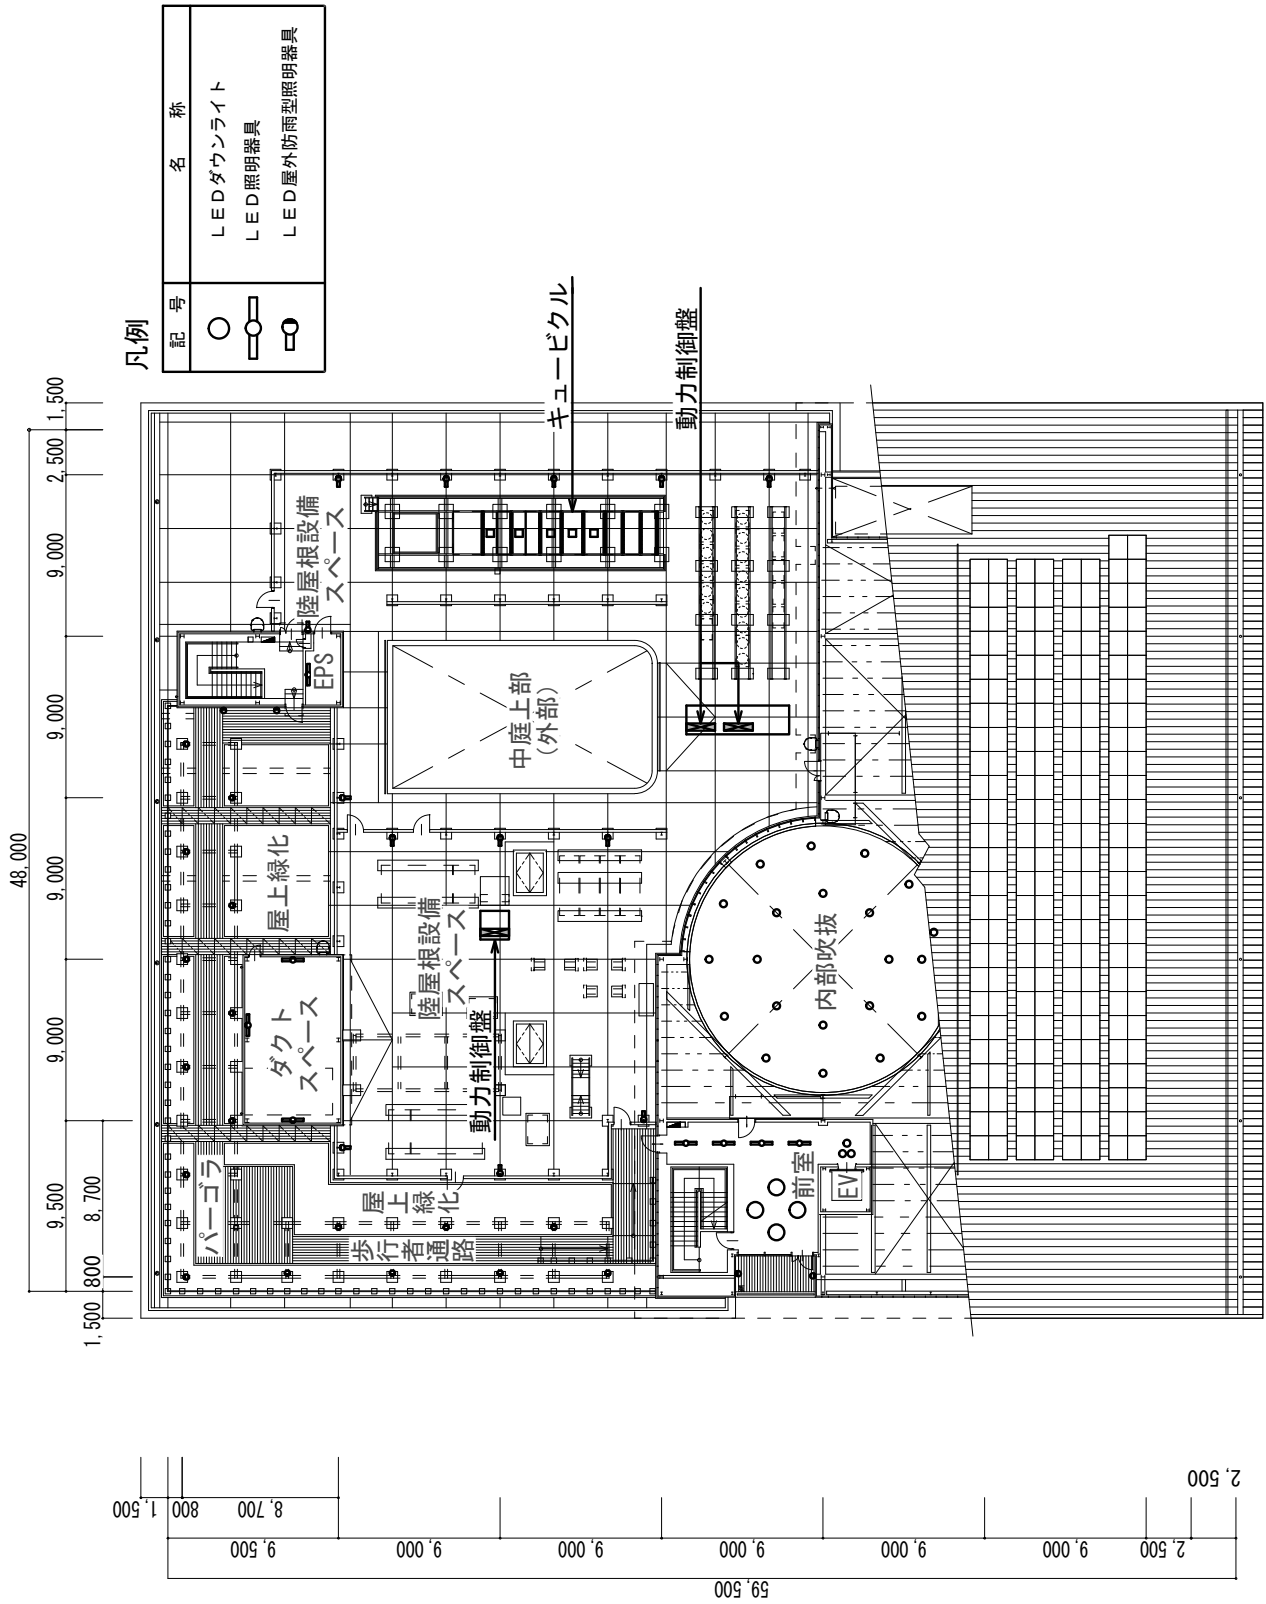 凡例
記　号
名　称
ＬＥＤダウンライト
ＬＥＤ照明器具
ＬＥＤ屋外防雨型照明器具
48,000
1,500
800
8,700
9,500
9,000
9,000
9,000
2,500
1,500
キュービクル
動力制御盤
陸屋根設備
スペース
EPS
中庭上部
（外部）
屋上緑化
陸屋根設備
スペース
動力制御盤
ダクト
スペース
内部吹抜
パーゴラ
屋上緑化
歩行者通路
前室
EV
1,500
800
8,700
9,500
9,000
9,000
9,000
9,000
9,000
2,500
2,500
59,500